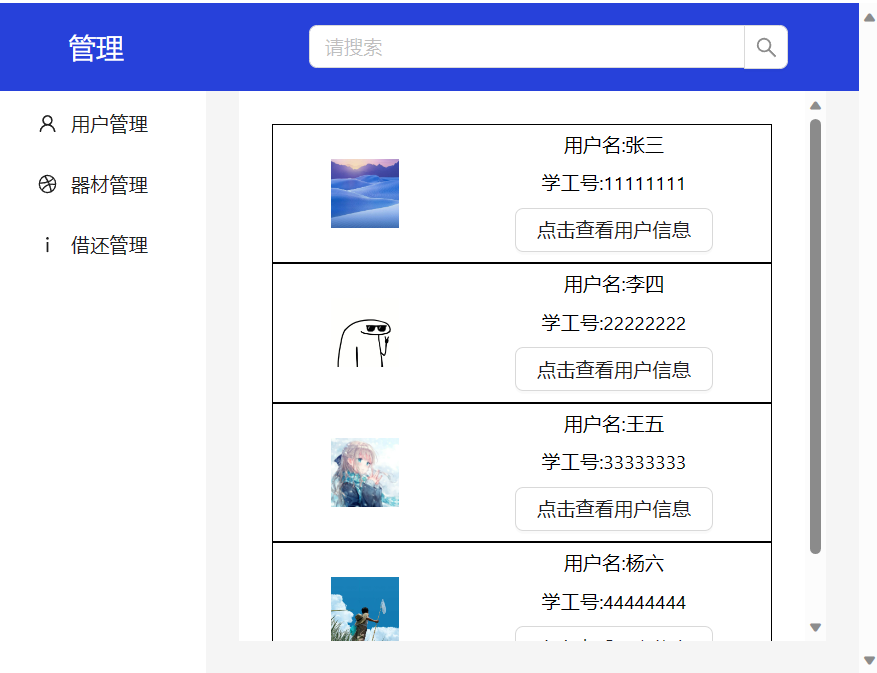 管理
请搜索
用户管理
器材管理
借还管理
用户名:张三
学工号:11111111
点击查看用户信息
用户名:李四
学工号:22222222
点击查看用户信息
用户名:王五
学工号:33333333
点击查看用户信息
用户名:杨六
学工号:44444444